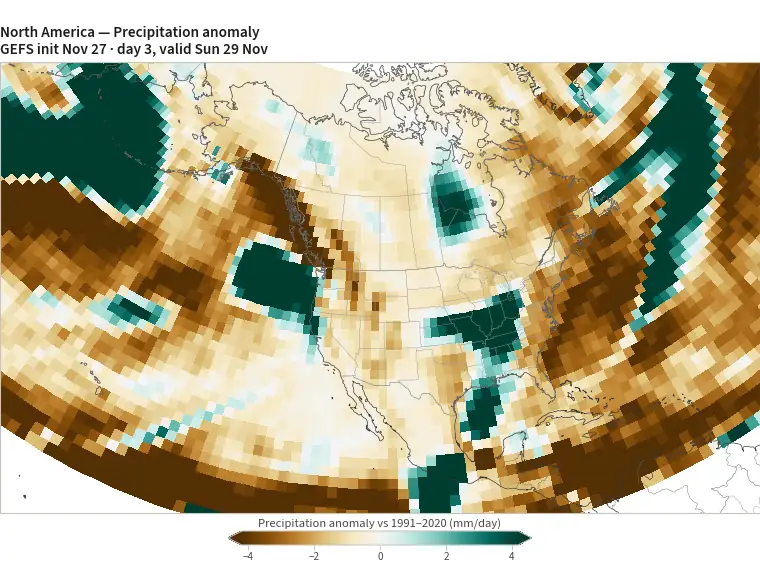 North America — Precipitation anomaly
GEFS init Nov 27 · day 3, valid Sun 29 Nov
Precipitation anomaly vs 1991–2020 (mm/day)
−4 −2 0 2 4